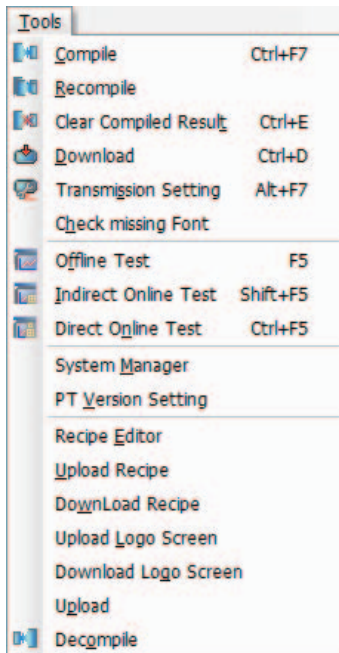 Tools
Compile Ctrl+F7
Recompile
Clear Compiled Result Ctrl+E
Download Ctrl+D
Transmission Setting Alt+F7
Check missing Font
Offline Test F5
Indirect Online Test Shift+F5
Direct Online Test Ctrl+F5
System Manager
PT Version Setting
Recipe Editor
Upload Recipe
DownLoad Recipe
Upload Logo Screen
Download Logo Screen
Upload
Decompile